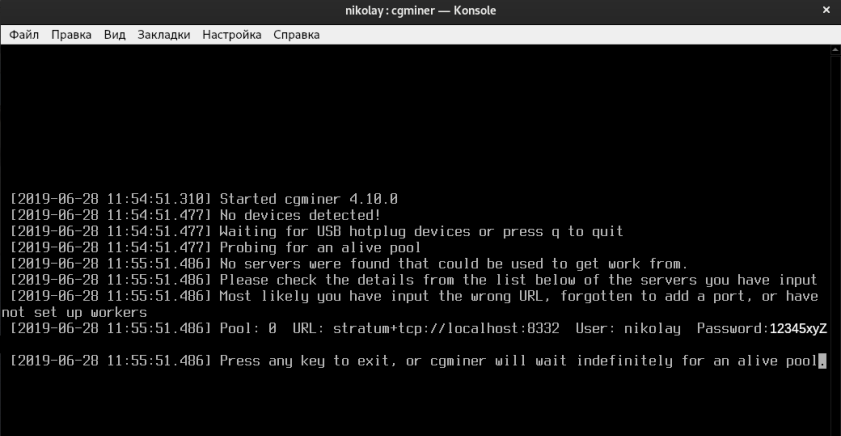 nikolay : cgminer — Konsole
Файл Правка Вид Закладки Настройка Справка
[2019-06-28 11:54:51.310] Started cgminer 4.10.0
[2019-06-28 11:54:51.477] No devices detected!
[2019-06-28 11:54:51.477] Waiting for USB hotplug devices or press q to quit
[2019-06-28 11:54:51.477] Probing for an alive pool
[2019-06-28 11:55:51.486] No servers were found that could be used to get work from.
[2019-06-28 11:55:51.486] Please check the details from the list below of the servers you have input
[2019-06-28 11:55:51.486] Most likely you have input the wrong URL, forgotten to add a port, or have
not set up workers
[2019-06-28 11:55:51.486] Pool: 0  URL: stratum+tcp://localhost:8332  User: nikolay  Password:12345xyZ
[2019-06-28 11:55:51.486] Press any key to exit, or cgminer will wait indefinitely for an alive pool.